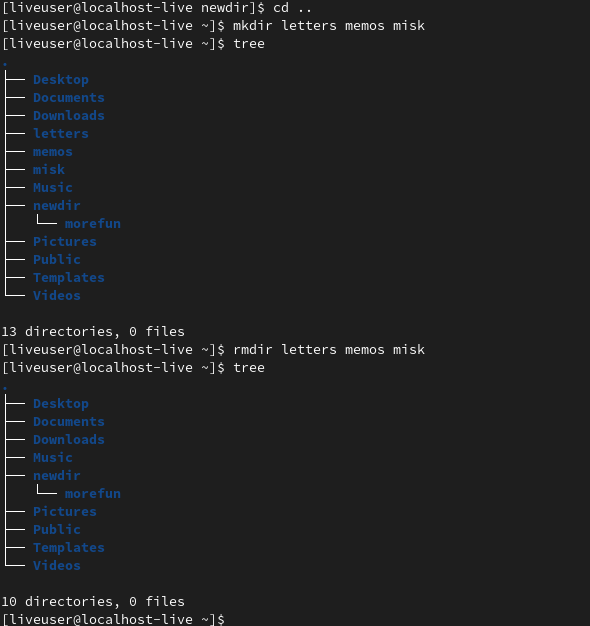 [liveuser@localhost-live newdir]$ cd ..
[liveuser@localhost-live ~]$ mkdir letters memos misk
[liveuser@localhost-live ~]$ tree
.
├── Desktop
├── Documents
├── Downloads
├── letters
├── memos
├── misk
├── Music
├── newdir
│   └── morefun
├── Pictures
├── Public
├── Templates
└── Videos
13 directories, 0 files
[liveuser@localhost-live ~]$ rmdir letters memos misk
[liveuser@localhost-live ~]$ tree
.
├── Desktop
├── Documents
├── Downloads
├── Music
├── newdir
│   └── morefun
├── Pictures
├── Public
├── Templates
└── Videos
10 directories, 0 files
[liveuser@localhost-live ~]$